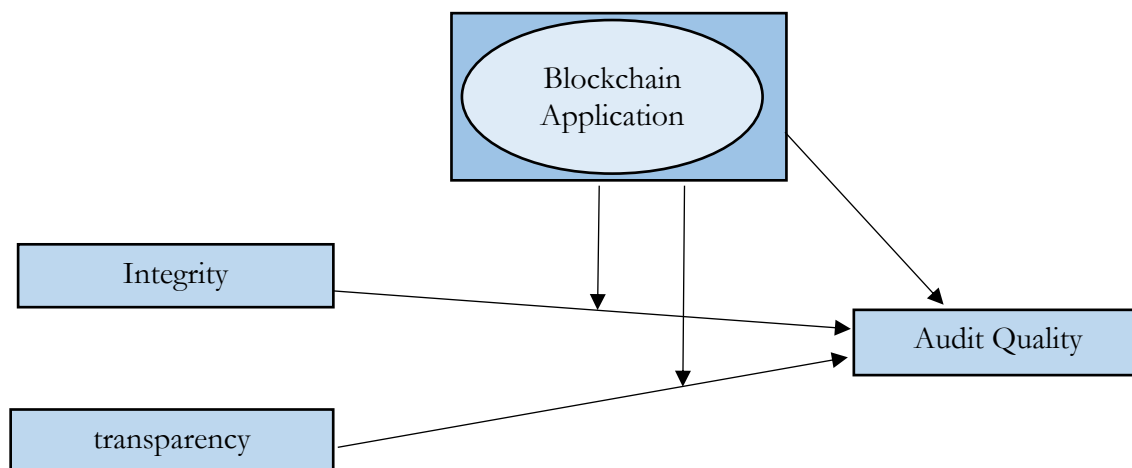 Blockchain
Application
Integrity
Audit Quality
transparency